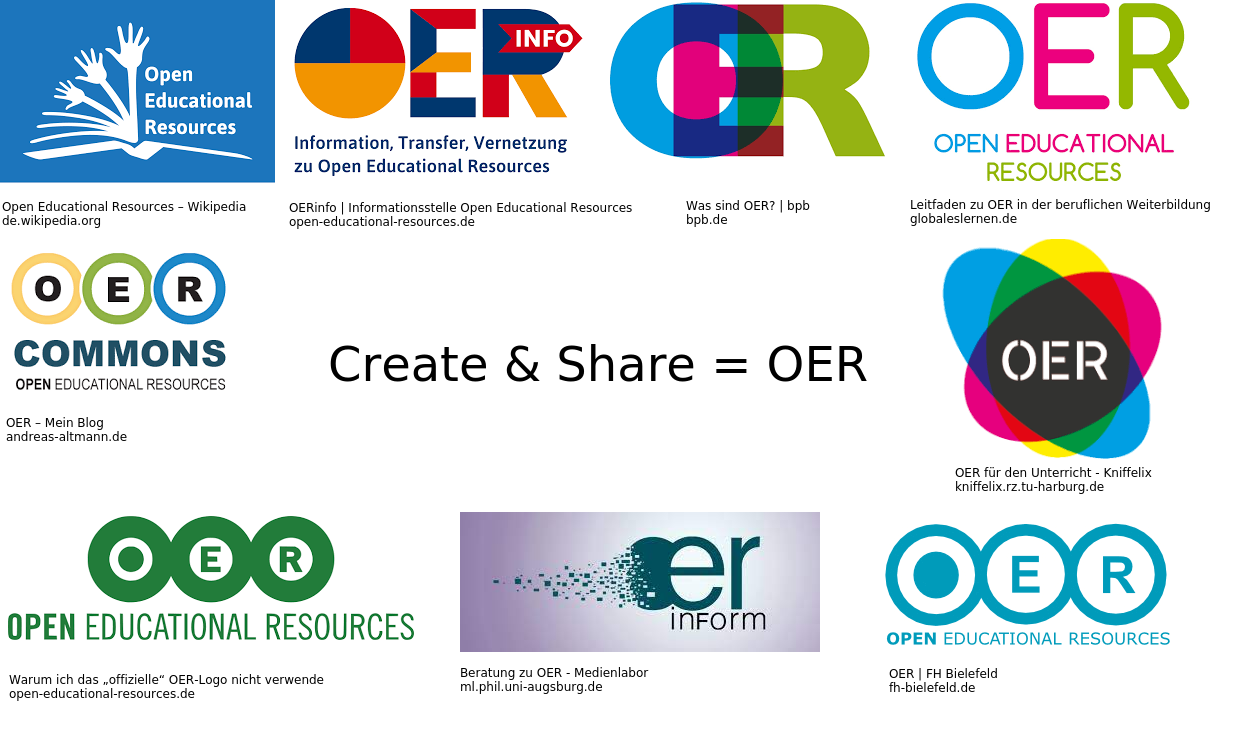 Open
Educational
Resources
Open Educational Resources – Wikipedia
de.wikipedia.org
OER INFO
Information, Transfer, Vernetzung
zu Open Educational Resources
OERinfo | Informationsstelle Open Educational Resources
open-educational-resources.de
OER
Was sind OER? | bpb
bpb.de
OER
OPEN EDUCATIONAL
RESOURCES
Leitfaden zu OER in der beruflichen Weiterbildung
globaleslernen.de
OER
COMMONS
OPEN EDUCATIONAL RESOURCES
OER – Mein Blog
andreas-altmann.de
Create & Share = OER
OER
OER für den Unterricht - Kniffelix
kniffelix.rz.tu-harburg.de
OER
OPEN EDUCATIONAL RESOURCES
Warum ich das „offizielle“ OER-Logo nicht verwende
open-educational-resources.de
oer
inForm
Beratung zu OER - Medienlabor
ml.phil.uni-augsburg.de
OER
OPEN EDUCATIONAL RESOURCES
OER | FH Bielefeld
fh-bielefeld.de